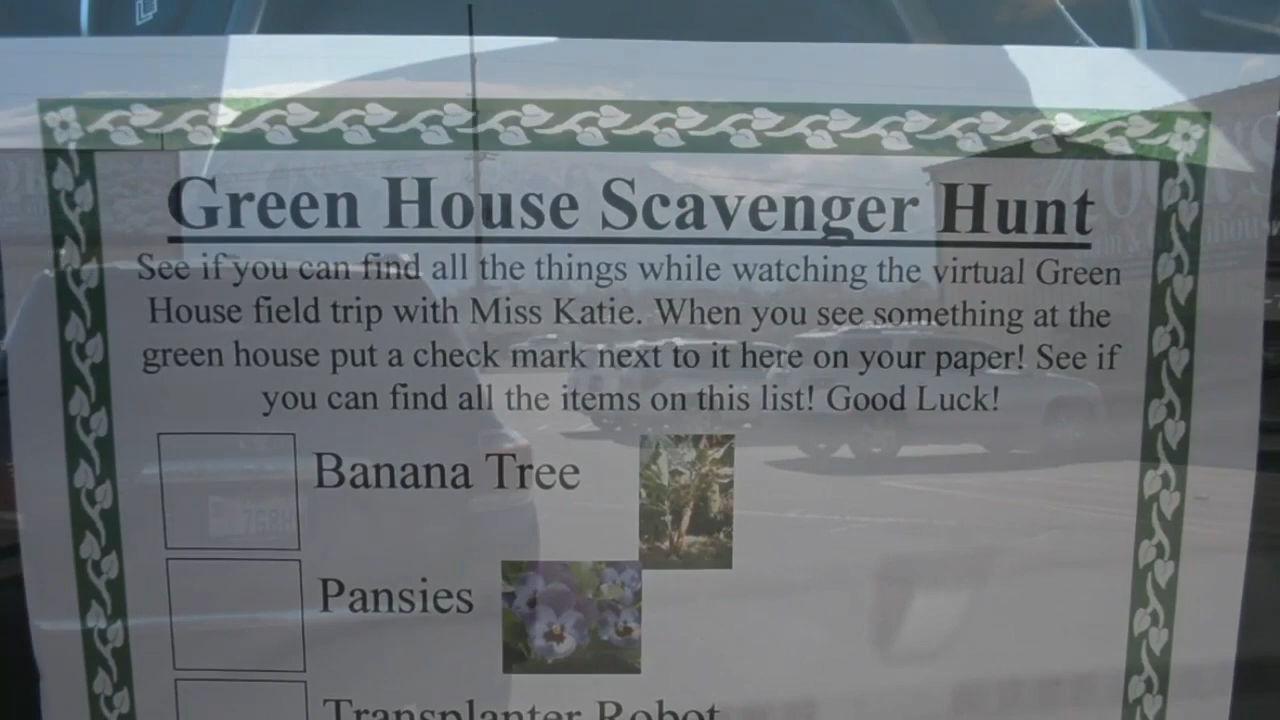 Green House Scavenger Hunt
See if you can find all the things while watching the virtual Green
House field trip with Miss Katie. When you see something at the
green house put a check mark next to it here on your paper! See if
you can find all the items on this list! Good Luck!
Banana Tree
Pansies
Transplanter Robot